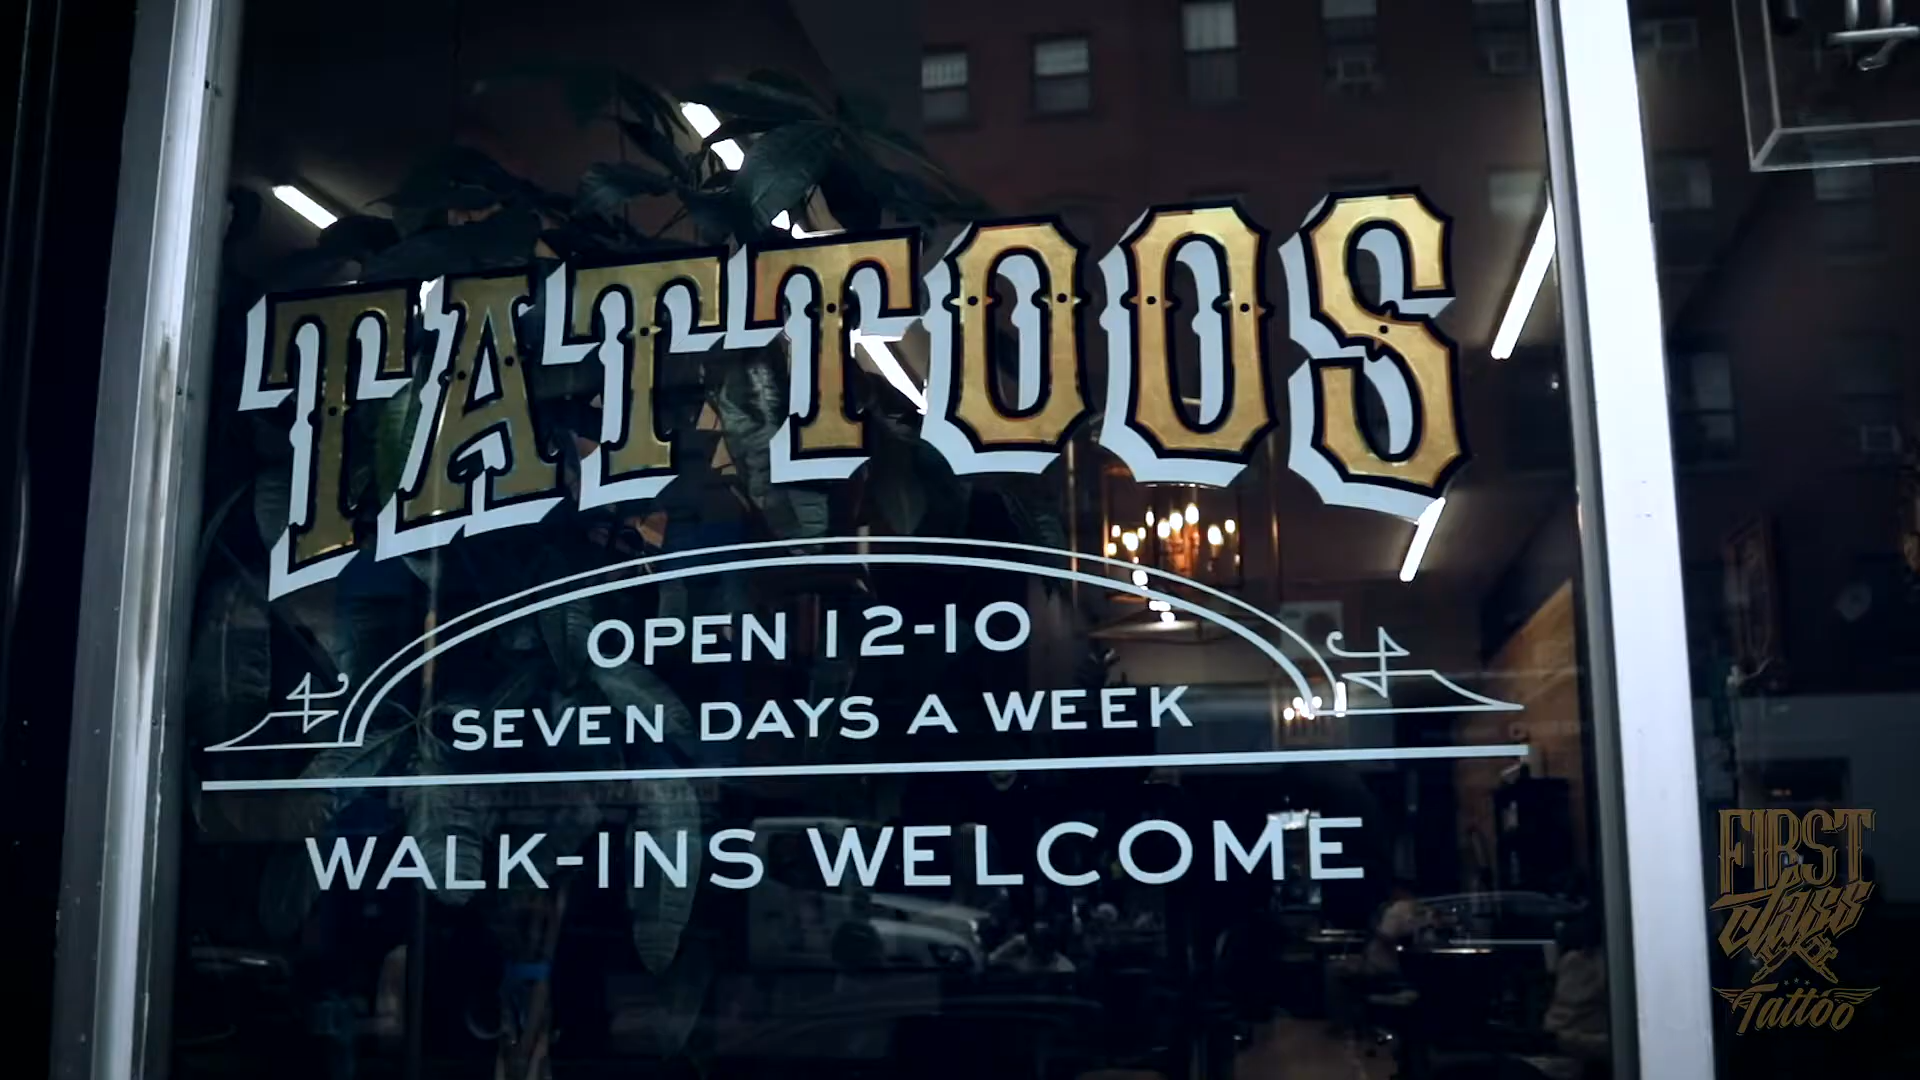 TATTOOS
OPEN 12-10
SEVEN DAYS A WEEK
WALK-INS WELCOME
FIRST
class
Tattoo